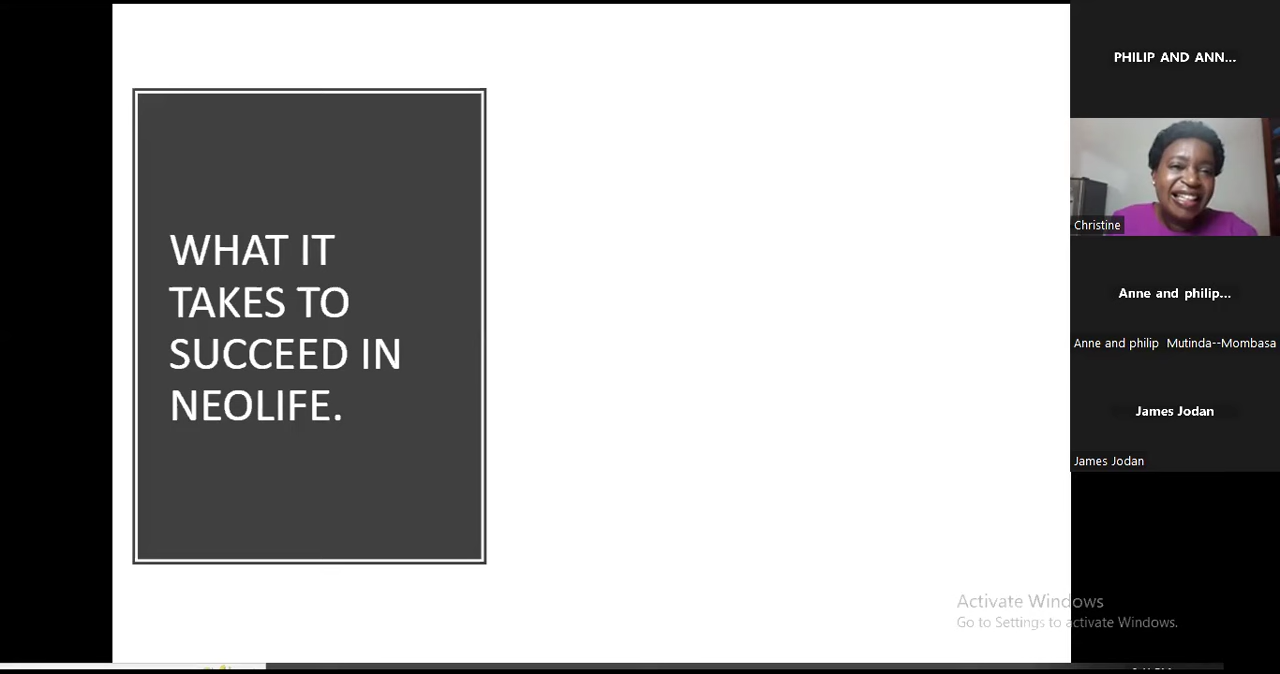 WHAT IT
TAKES TO
SUCCEED IN
NEOLIFE.
PHILIP AND ANN...
Christine
Anne and philip...
Anne and philip Mutinda--Mombasa
James Jodan
James Jodan
Activate Windows
Go to Settings to activate Windows.